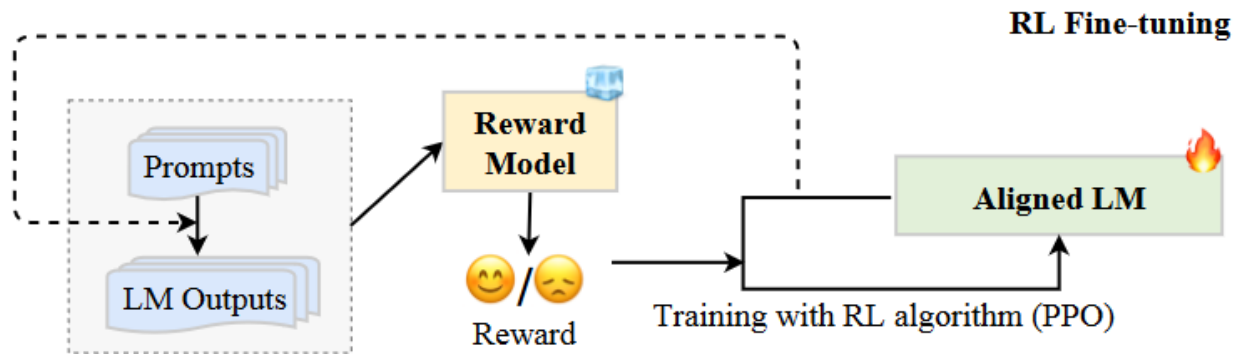 RL Fine-tuning
Prompts
LM Outputs
Reward
Model
/
Reward
Aligned LM
Training with RL algorithm (PPO)